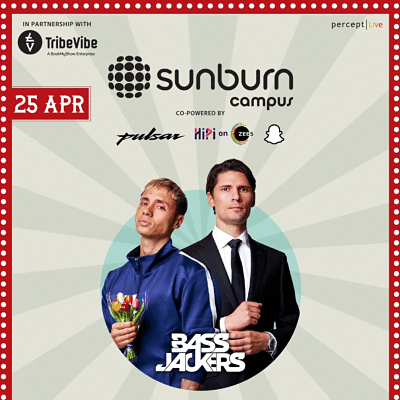 IN PARTNERSHIP WITH
TribeVibe
A BookMyShow Enterprise
percept Live
sunburn
campus
25 APR
CO-POWERED BY
pulsar HiPi on ZEE5
BASS
JACKERS